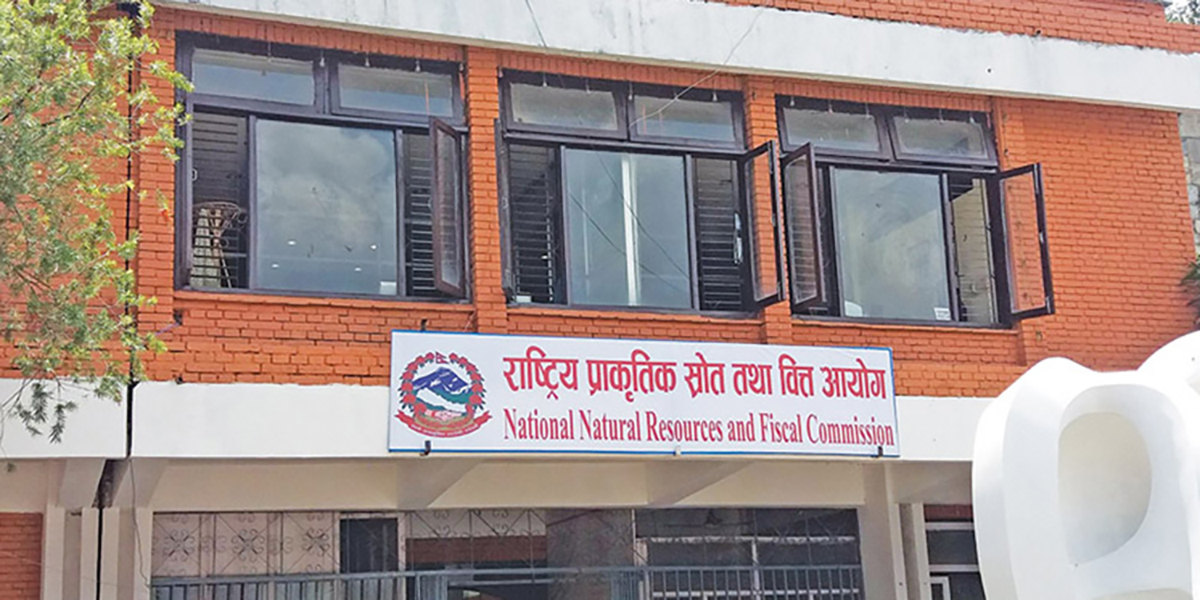 राष्ट्रिय प्राकृतिक स्रोत तथा वित्त आयोग
National Natural Resources and Fiscal Commission